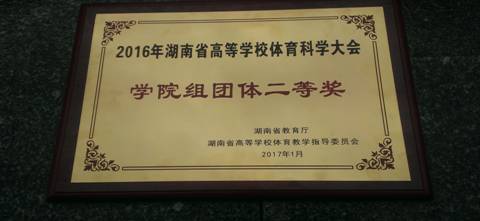 2016年湖南省高等学校体育科学大会
学院组团体二等奖
湖南省教育厅
湖南省高等学校体育教学指导委员会
2017年1月